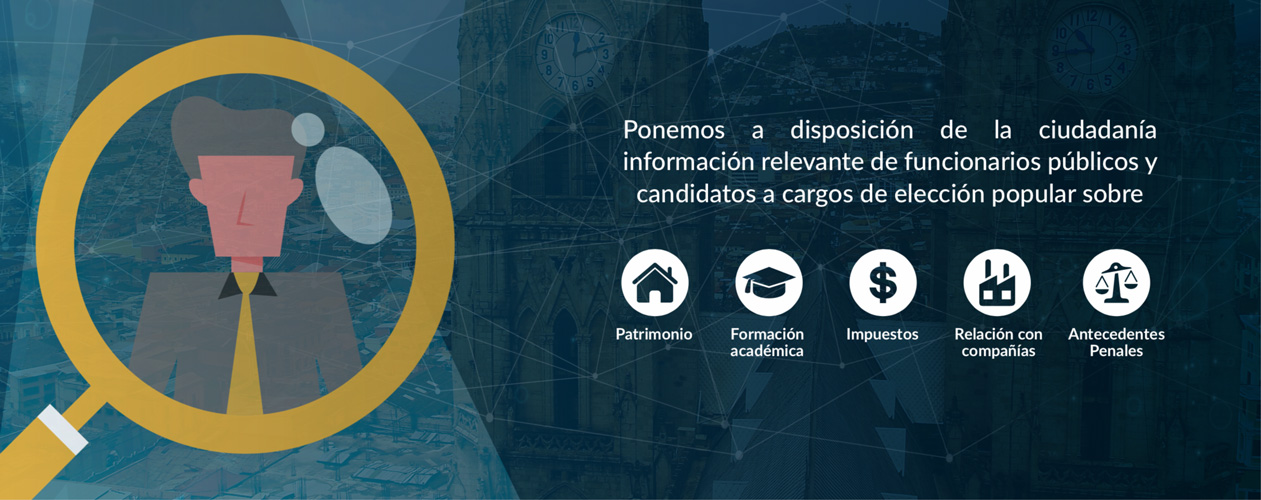 Ponemos a disposición de la ciudadanía
información relevante de funcionarios públicos y
candidatos a cargos de elección popular sobre
$
Patrimonio
Formación
académica
Impuestos
Relación con
compañías
Antecedentes
Penales